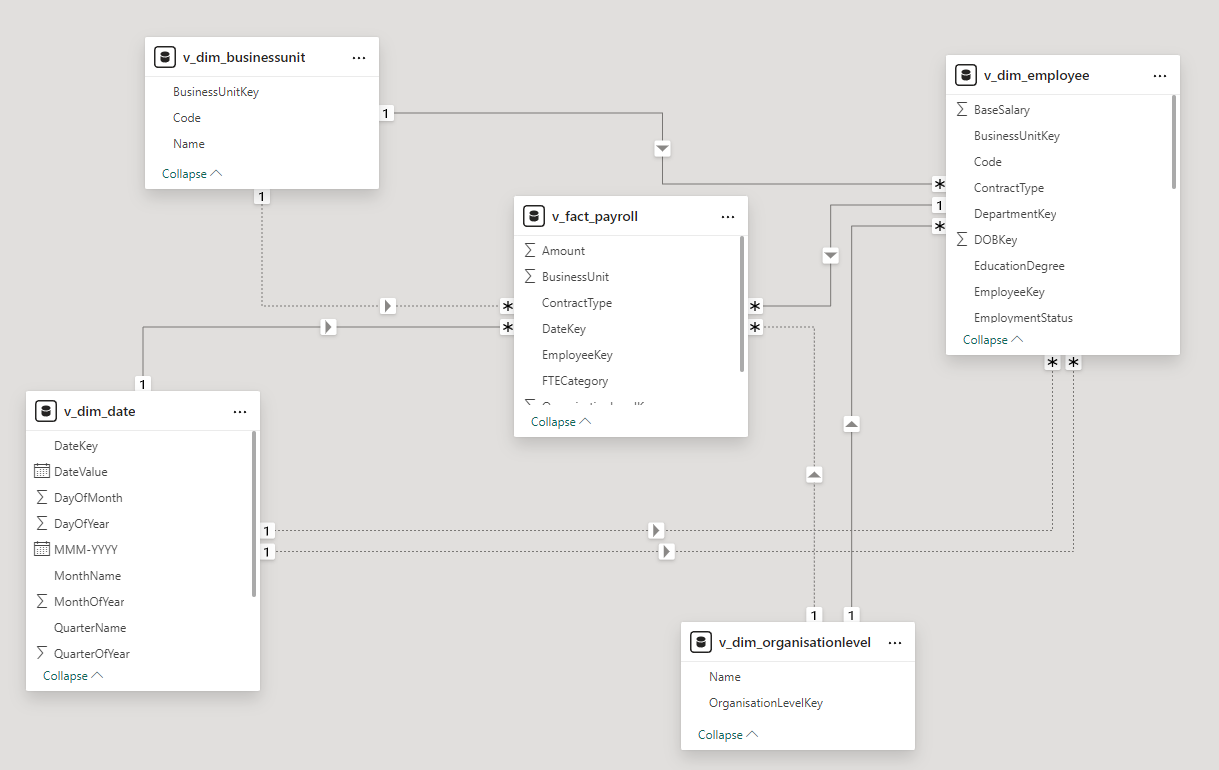 v_dim_businessunit
BusinessUnitKey
Code
Name
Collapse
1
1
v_dim_employee
BaseSalary
BusinessUnitKey
Code
ContractType
DepartmentKey
DOBKey
EducationDegree
EmployeeKey
EmploymentStatus
Collapse
*
1
*
*
*
v_fact_payroll
Amount
BusinessUnit
ContractType
DateKey
EmployeeKey
FTECategory
Collapse
*
*
*
*
1
v_dim_date
DateKey
DateValue
DayOfMonth
DayOfYear
MMM-YYYY
MonthName
MonthOfYear
QuarterName
QuarterOfYear
Collapse
1
1
1
1
v_dim_organisationlevel
Name
OrganisationLevelKey
Collapse